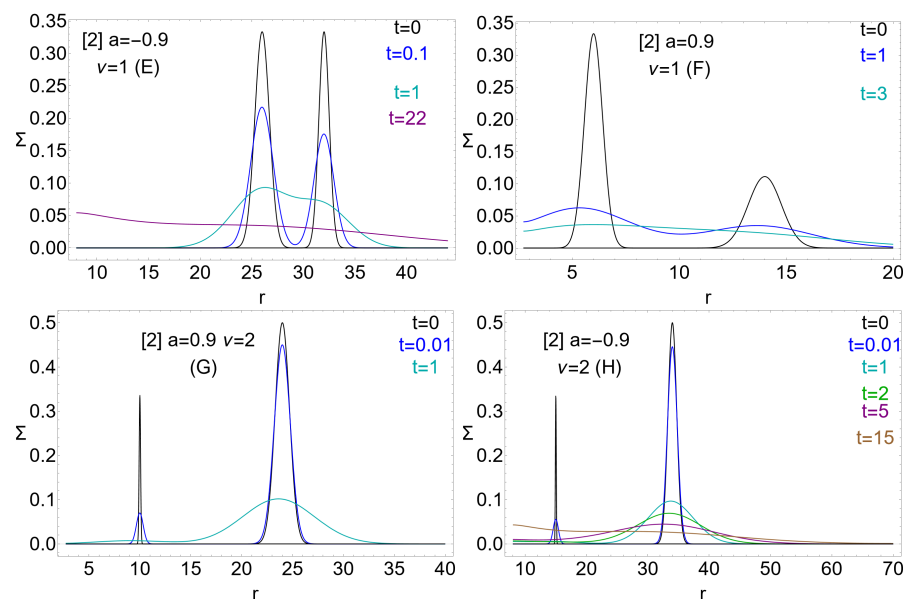 0.35
0.30
0.25
0.20
0.15
0.10
0.05
0.00
Σ
[2] a=−0.9
ν=1 (E)
t=0
t=0.1
t=1
t=22
10 15 20 25 30 35 40
r
0.35
0.30
0.25
0.20
0.15
0.10
0.05
0.00
Σ
[2] a=0.9
ν=1 (F)
t=0
t=1
t=3
5 10 15 20
r
0.5
0.4
0.3
0.2
0.1
0.0
Σ
[2] a=0.9 ν=2
(G)
t=0
t=0.01
t=1
5 10 15 20 25 30 35 40
r
0.5
0.4
0.3
0.2
0.1
0.0
Σ
[2] a=−0.9
ν=2 (H)
t=0
t=0.01
t=1
t=2
t=5
t=15
10 20 30 40 50 60 70
r